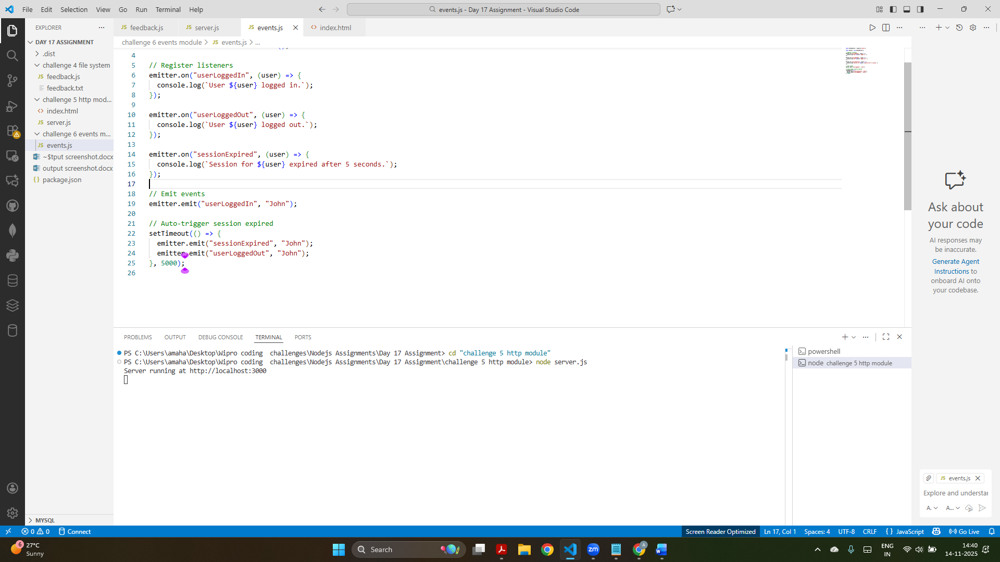 File Edit Selection View Go Run Terminal Help
events.js - Day 17 Assignment - Visual Studio Code
EXPLORER
DAY 17 ASSIGNMENT
.dist
challenge 4 file system
JS feedback.js
feedback.txt
challenge 5 http mod...
<> index.html
JS server.js
challenge 6 events m...
JS events.js
~$tput screenshot.docx
output screenshot.docx
{} package.json
MYSQL
JS feedback.js
JS server.js
JS events.js
<> index.html
challenge 6 events module > JS events.js > ...
4
5 // Register listeners
6 emitter.on("userLoggedIn", (user) => {
7 console.log(`User ${user} logged in.`);
8 });
9
10 emitter.on("userLoggedOut", (user) => {
11 console.log(`User ${user} logged out.`);
12 });
13
14 emitter.on("sessionExpired", (user) => {
15 console.log(`Session for ${user} expired after 5 seconds.`);
16 });
17
18 // Emit events
19 emitter.emit("userLoggedIn", "John");
20
21 // Auto-trigger session expired
22 setTimeout(() => {
23 emitter.emit("sessionExpired", "John");
24 emitter.emit("userLoggedOut", "John");
25 }, 5000);
26
PROBLEMS OUTPUT DEBUG CONSOLE TERMINAL PORTS
PS C:\Users\amaha\Desktop\Wipro coding  challenges\Nodejs Assignments\Day 17 Assignment> cd "challenge 5 http module"
PS C:\Users\amaha\Desktop\Wipro coding  challenges\Nodejs Assignments\Day 17 Assignment\challenge 5 http module> node server.js
Server running at http://localhost:3000
powershell
node challenge 5 http module
Ask about
your code
AI responses may
be inaccurate.
Generate Agent
Instructions to
onboard AI onto
your codebase.
JS events.js
Explore and understan
A.
A...
0 0 Connect
Screen Reader Optimized Ln 17, Col 1 Spaces: 4 UTF-8 CRLF {} JavaScript Go Live
6
27°C
Sunny
Search
zm
A
ENG
IN
14:40
14-11-2025